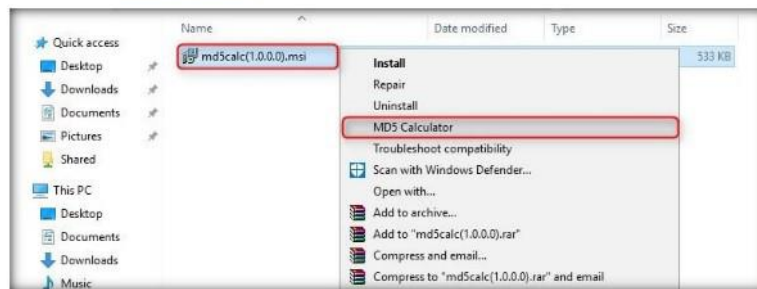 Name Date modified Type Size
Quick access
Desktop
Downloads
Documents
Pictures
Shared
This PC
Desktop
Documents
Downloads
Music
md5calc(1.0.0.0).msi 533 KB
Install
Repair
Uninstall
MD5 Calculator
Troubleshoot compatibility
Scan with Windows Defender...
Open with...
Add to archive...
Add to "md5calc(1.0.0.0).rar"
Compress and email...
Compress to "md5calc(1.0.0.0).rar" and email